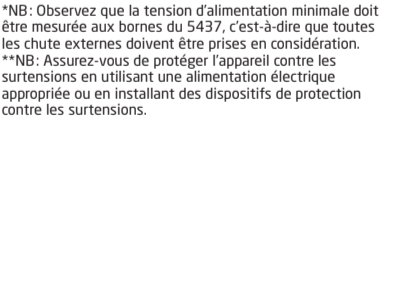 *NB: Observez que la tension d'alimentation minimale doit
être mesurée aux bornes du 5437, c'est-à-dire que toutes
les chute externes doivent être prises en considération.
**NB: Assurez-vous de protéger l'appareil contre les
surtensions en utilisant une alimentation électrique
appropriée ou en installant des dispositifs de protection
contre les surtensions.